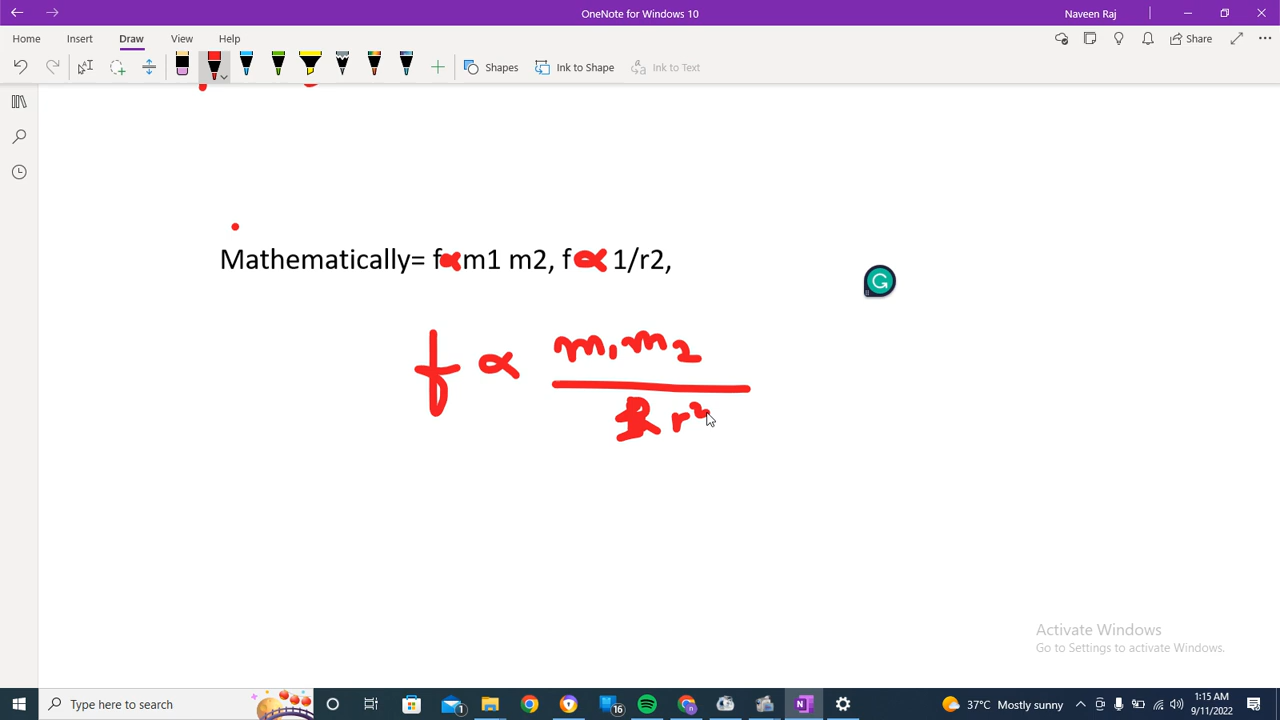 OneNote for Windows 10
Naveen Raj
Home Insert Draw View Help
Share
Shapes Ink to Shape Ink to Text
Mathematically= f∝m1 m2, f∝ 1/r2,
f ∝ m₁m₂
r²
Activate Windows
Go to Settings to activate Windows.
Type here to search
1
16
37°C Mostly sunny
1:15 AM
9/11/2022